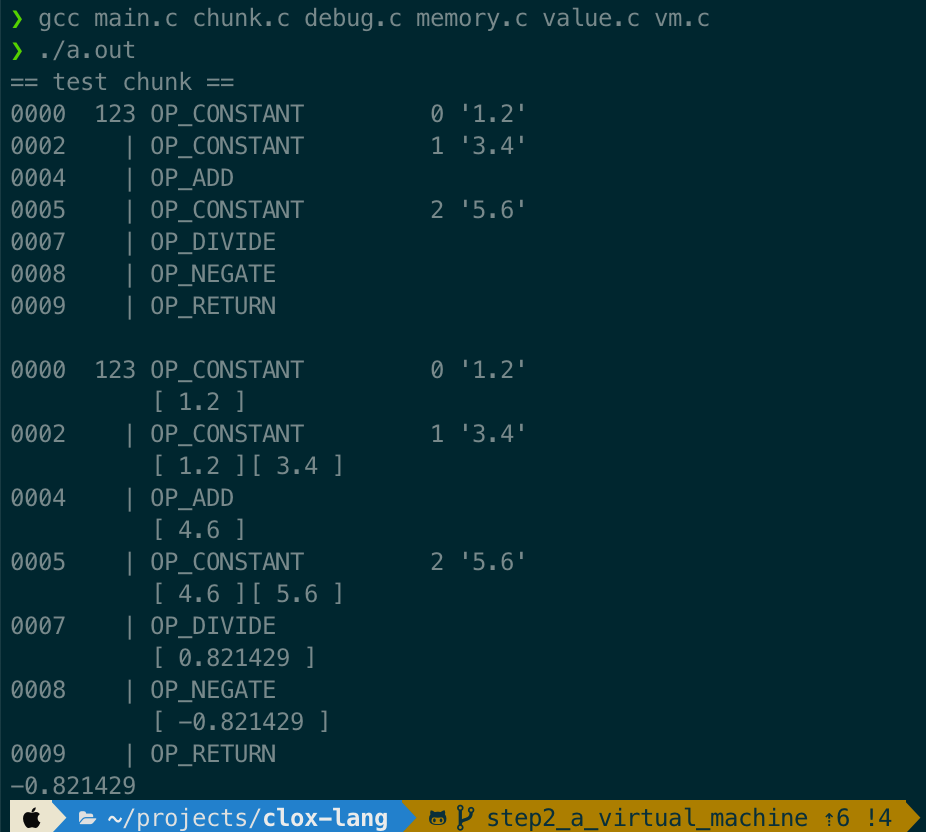 ❯ gcc main.c chunk.c debug.c memory.c value.c vm.c
❯ ./a.out
== test chunk ==
0000  123 OP_CONSTANT         0 '1.2'
0002    | OP_CONSTANT         1 '3.4'
0004    | OP_ADD
0005    | OP_CONSTANT         2 '5.6'
0007    | OP_DIVIDE
0008    | OP_NEGATE
0009    | OP_RETURN

0000  123 OP_CONSTANT         0 '1.2'
          [ 1.2 ]
0002    | OP_CONSTANT         1 '3.4'
          [ 1.2 ][ 3.4 ]
0004    | OP_ADD
          [ 4.6 ]
0005    | OP_CONSTANT         2 '5.6'
          [ 4.6 ][ 5.6 ]
0007    | OP_DIVIDE
          [ 0.821429 ]
0008    | OP_NEGATE
          [ -0.821429 ]
0009    | OP_RETURN
-0.821429
~/projects/clox-lang step2_a_virtual_machine ⇡6 !4